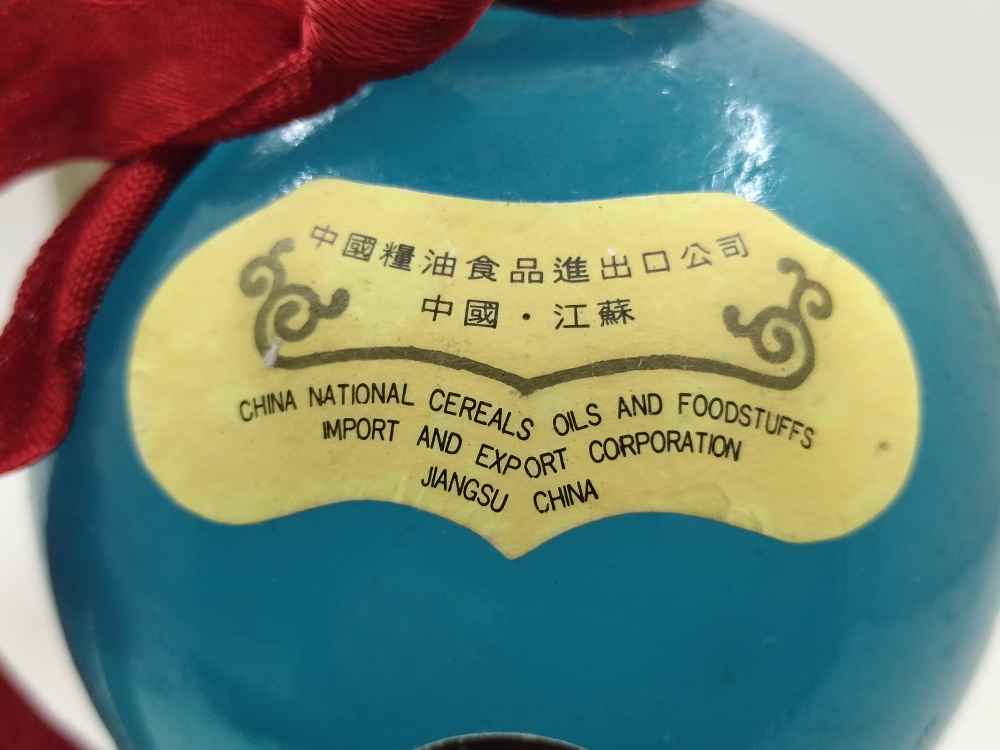 中國糧油食品進出口公司
中國·江蘇
CHINA NATIONAL CEREALS OILS AND FOODSTUFFS
IMPORT AND EXPORT CORPORATION
JIANGSU CHINA